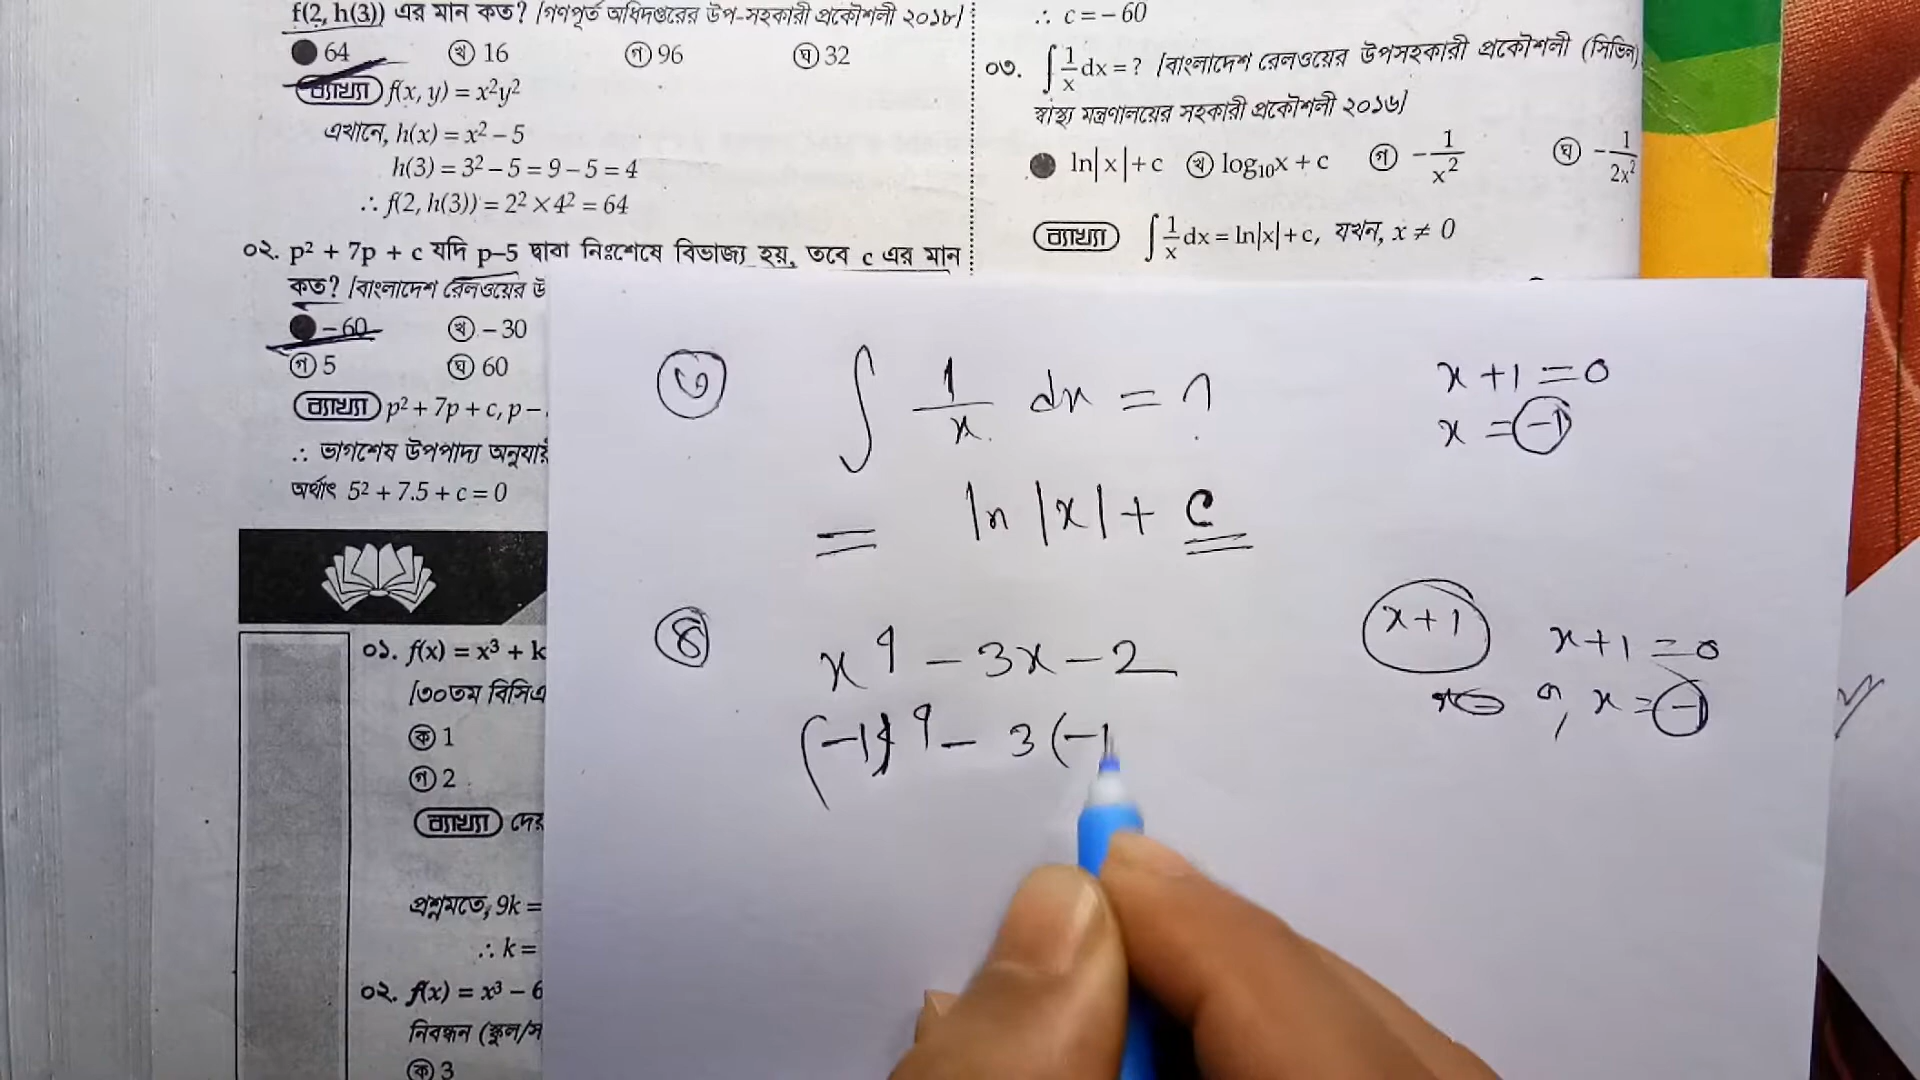 f(2, h(3)) এর মান কত? [গণপূর্ত অধিদপ্তরের উপ-সহকারী প্রকৌশলী ২০১৮]
64 খ 16 গ 96 ঘ 32
ব্যাখ্যা f(x, y) = x²y²
এখানে, h(x) = x² – 5
h(3) = 3² – 5 = 9 – 5 = 4
∴ f(2, h(3)) = 2² × 4² = 64
০২. p² + 7p + c যদি p–5 দ্বারা নিঃশেষে বিভাজ্য হয়, তবে c এর মান
কত? [বাংলাদেশ রেলওয়ের উ
– 60 খ – 30
গ 5 ঘ 60
ব্যাখ্যা p² + 7p + c, p –
∴ ভাগশেষ উপপাদ্য অনুযায়ী
অর্থাৎ 5² + 7.5 + c = 0
০১. f(x) = x³ + k
[৩০তম বিসিএ
ক 1
গ 2
ব্যাখ্যা দের
প্রশ্নমতে, 9k =
∴ k =
০২. f(x) = x³ – 6
নিবন্ধন (স্কুল/স
ক 3
∴ c = – 60
০৩. ∫ 1/x dx = ? [বাংলাদেশ রেলওয়ের উপসহকারী প্রকৌশলী (সিভিল)
স্বাস্থ্য মন্ত্রণালয়ের সহকারী প্রকৌশলী ২০১৬]
ln|x| + c খ log₁₀x + c গ – 1/x² ঘ – 1/2x²
ব্যাখ্যা ∫ 1/x dx = ln|x| + c, যখন, x ≠ 0
৩ ∫ 1/x dx = ?
= ln |x| + c
x + 1 = 0
x = –1
৪ x⁹ – 3x – 2
(–1)⁹ – 3 (–1
x + 1
x + 1 = 0
বা, x = –1